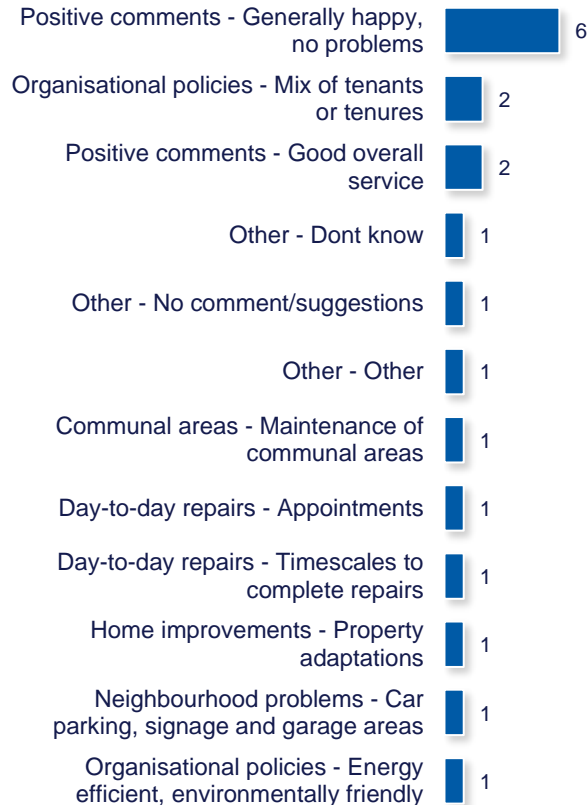 Positive comments - Generally happy,
no problems
6
Organisational policies - Mix of tenants
or tenures
2
Positive comments - Good overall
service
2
Other - Dont know
1
Other - No comment/suggestions
1
Other - Other
1
Communal areas - Maintenance of
communal areas
1
Day-to-day repairs - Appointments
1
Day-to-day repairs - Timescales to
complete repairs
1
Home improvements - Property
adaptations
1
Neighbourhood problems - Car
parking, signage and garage areas
1
Organisational policies - Energy
efficient, environmentally friendly
1